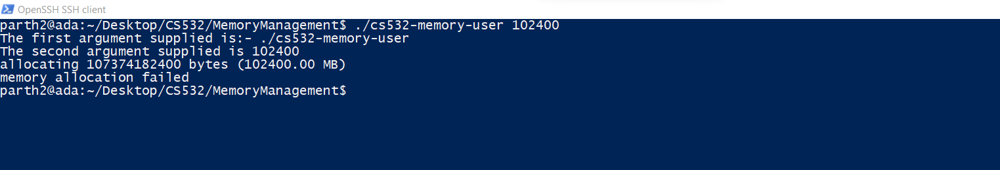 OpenSSH SSH client
parth2@ada:~/Desktop/CS532/MemoryManagement$ ./cs532-memory-user 102400
The first argument supplied is:- ./cs532-memory-user
The second argument supplied is 102400
allocating 107374182400 bytes (102400.00 MB)
memory allocation failed
parth2@ada:~/Desktop/CS532/MemoryManagement$